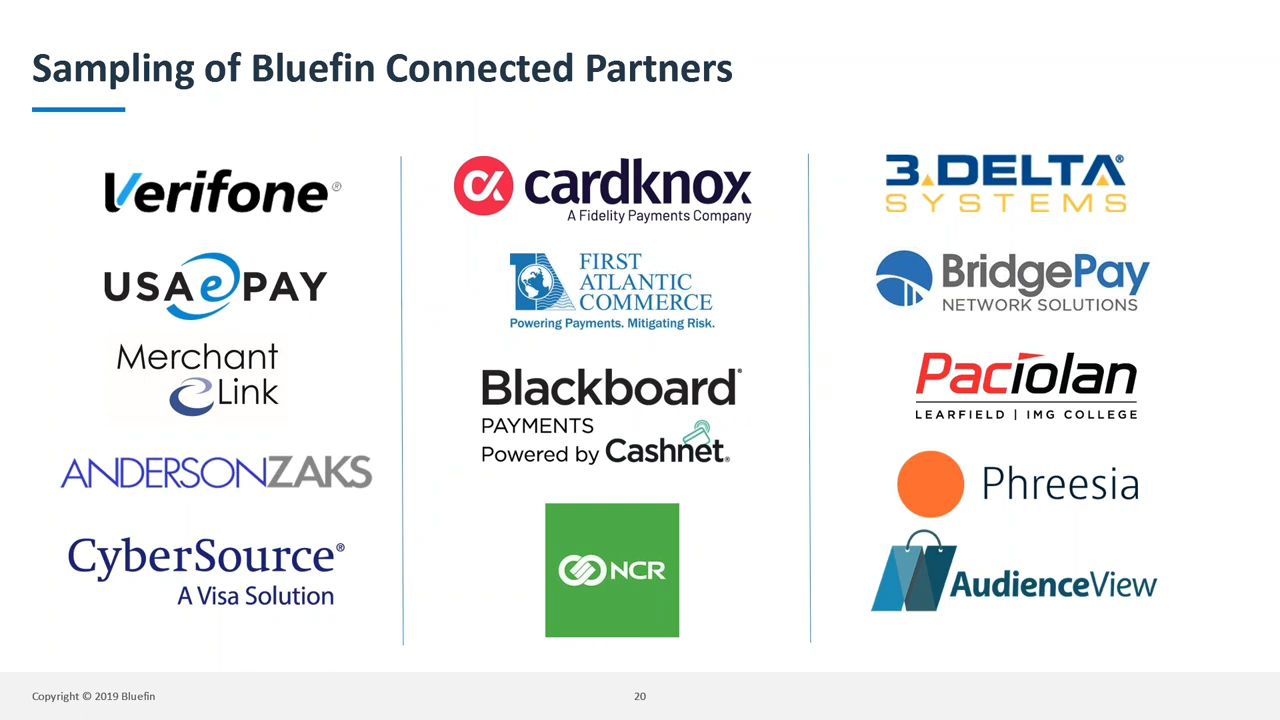 Sampling of Bluefin Connected Partners
Verifone®
USAePAY
Merchant
Link
ANDERSONZAKS
CyberSource®
A Visa Solution
cardknox
A Fidelity Payments Company
FIRST
ATLANTIC
COMMERCE
Powering Payments. Mitigating Risk.
Blackboard®
PAYMENTS
Powered by Cashnet®
NCR
3DELTA®
SYSTEMS
BridgePay
NETWORK SOLUTIONS
Paciolan
LEARFIELD | IMG COLLEGE
Phreesia
AudienceView
Copyright © 2019 Bluefin
20